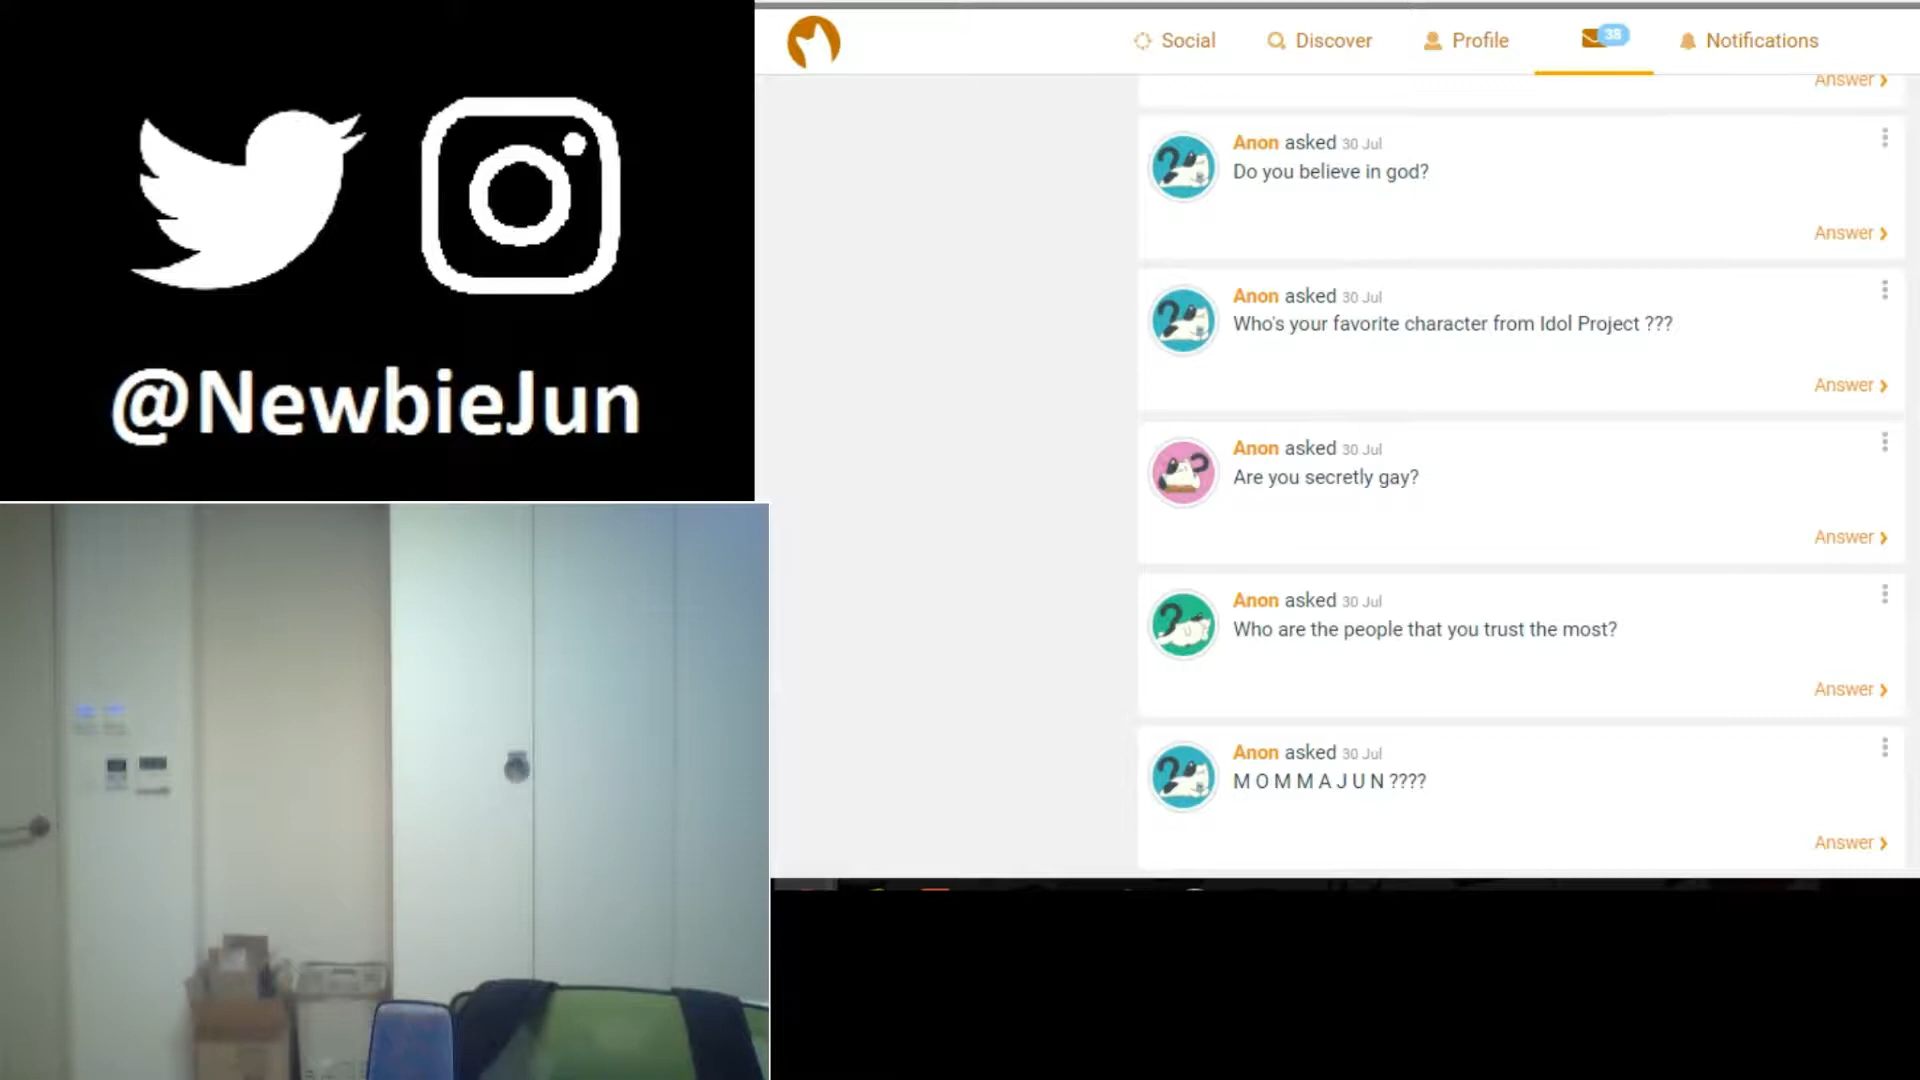 @NewbieJun
Social
Discover
Profile
38
Notifications
Answer
Anon asked 30 Jul
Do you believe in god?
Answer
Anon asked 30 Jul
Who's your favorite character from Idol Project ???
Answer
Anon asked 30 Jul
Are you secretly gay?
Answer
Anon asked 30 Jul
Who are the people that you trust the most?
Answer
Anon asked 30 Jul
M O M M A J U N ????
Answer